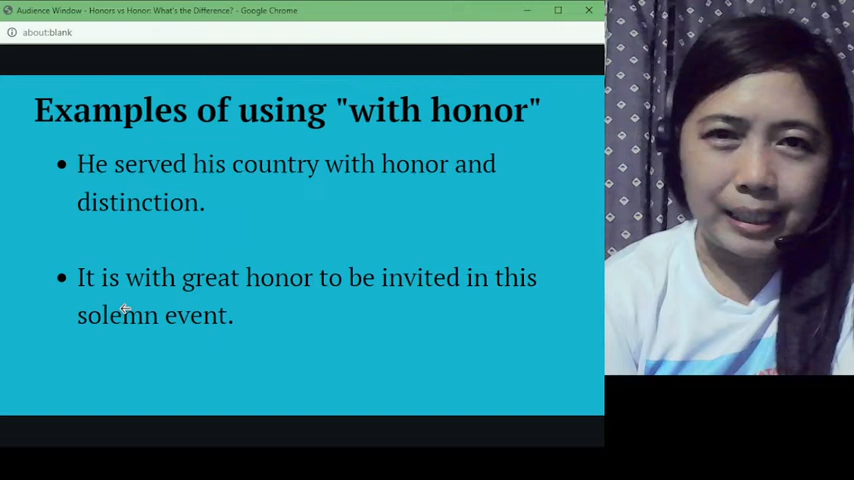 Audience Window - Honors vs Honor: What's the Difference? - Google Chrome
about:blank
Examples of using "with honor"
• He served his country with honor and
distinction.
• It is with great honor to be invited in this
solemn event.